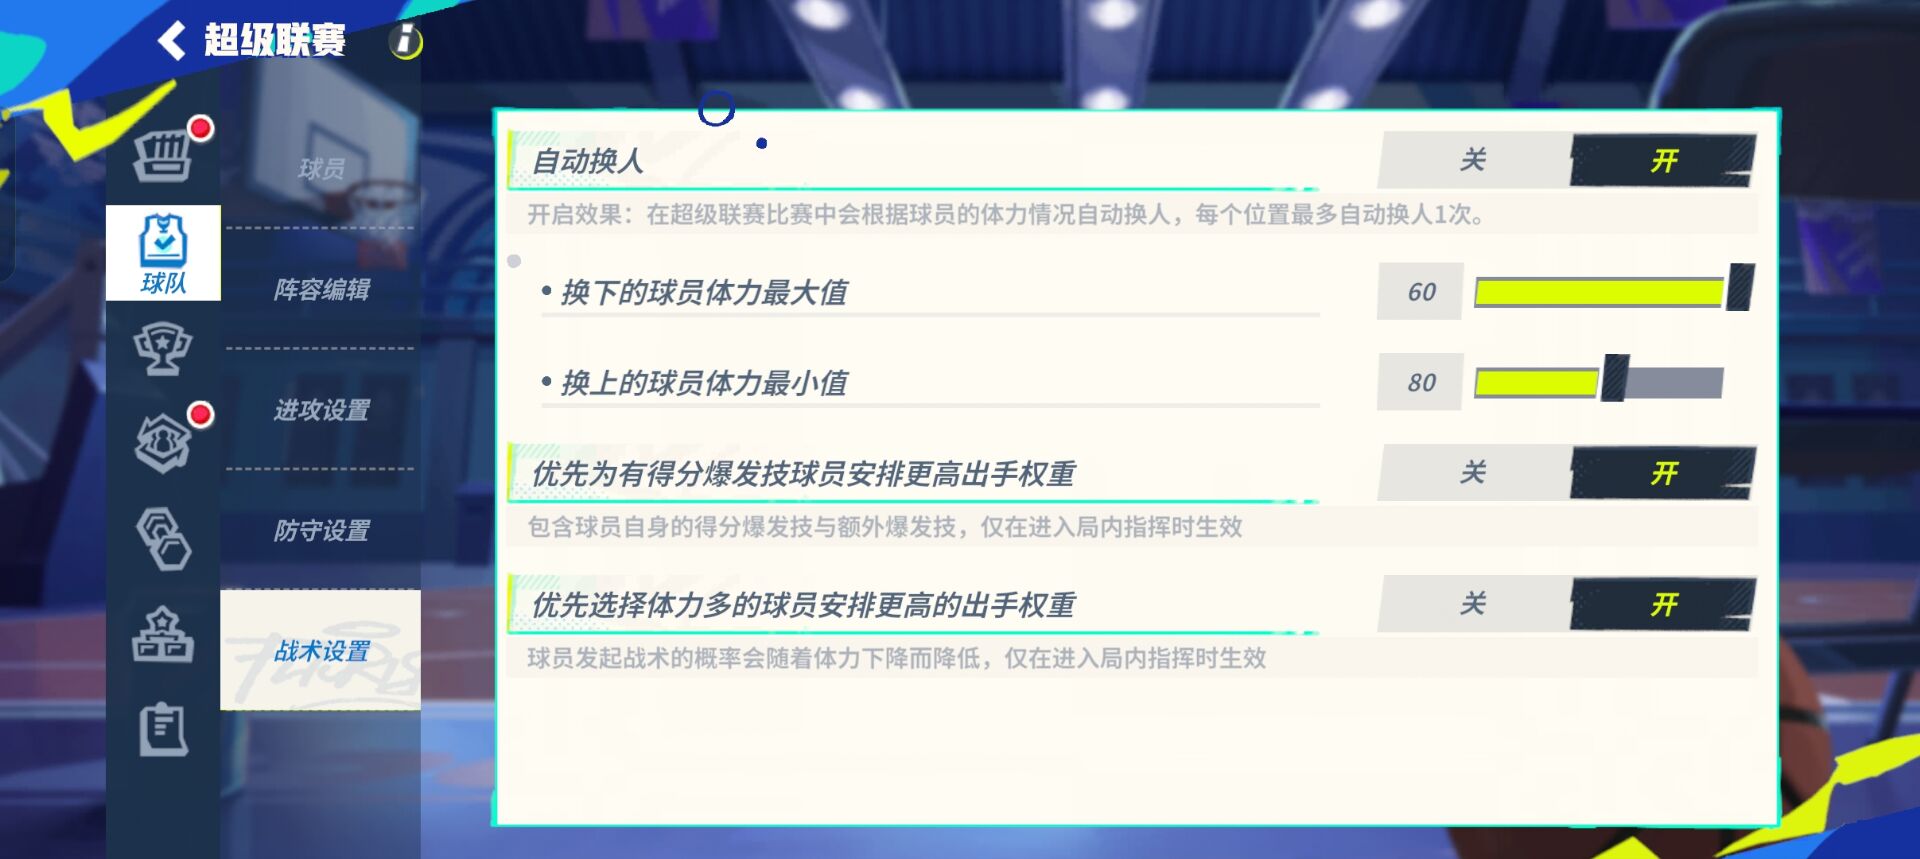 超级联赛
球员
球队
阵容编辑
进攻设置
防守设置
战术设置
自动换人
关
开
开启效果：在超级联赛比赛中会根据球员的体力情况自动换人，每个位置最多自动换人1次。
• 换下的球员体力最大值
60
• 换上的球员体力最小值
80
优先为有得分爆发技球员安排更高出手权重
关
开
包含球员自身的得分爆发技与额外爆发技，仅在进入局内指挥时生效
优先选择体力多的球员安排更高的出手权重
关
开
球员发起战术的概率会随着体力下降而降低，仅在进入局内指挥时生效